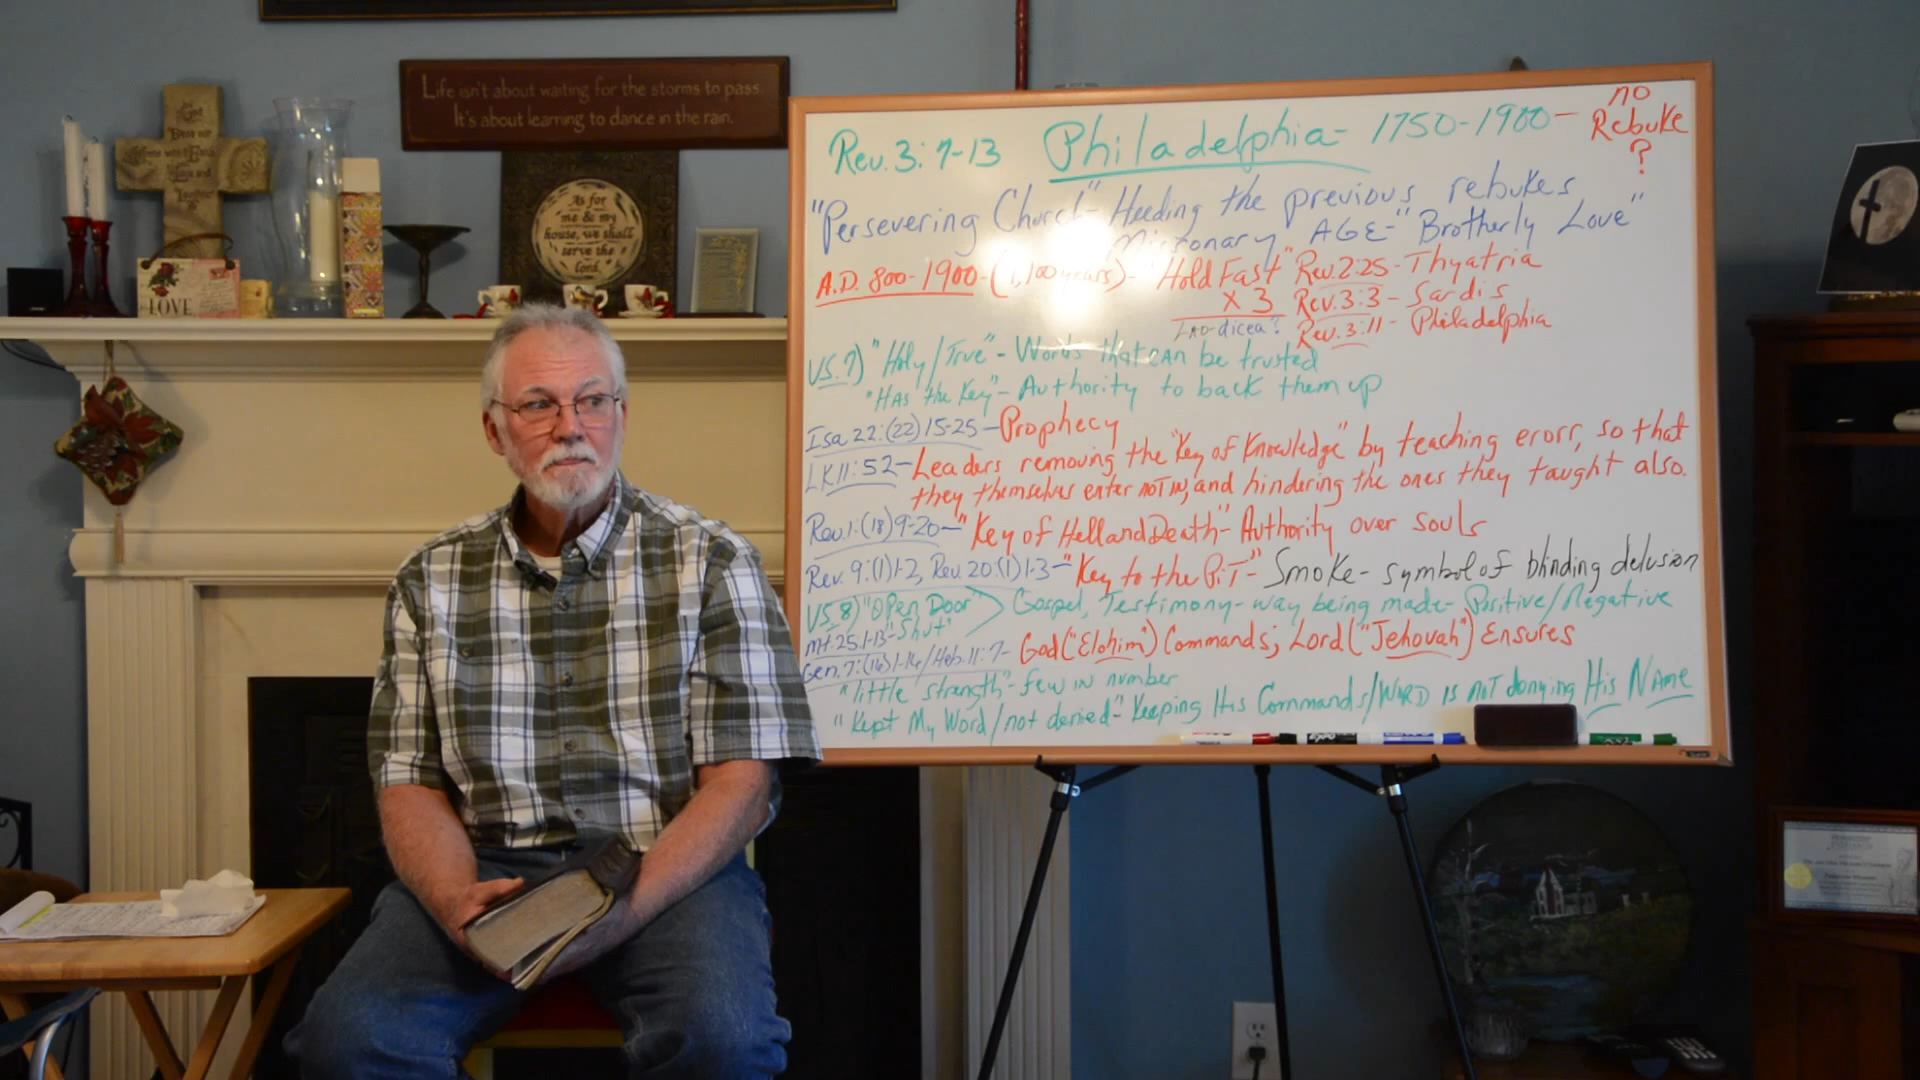 Life isn't about waiting for the storms to pass.
It's about learning to dance in the rain.
As for
me & my
house, we shall
serve the
Lord.
LOVE
Rev. 3:7-13 Philadelphia- 1750-1900-
no
Rebuke
?
"Persevering Church"- Heeding the previous rebukes
Missionary AGE- "Brotherly Love"
A.D. 800-1900-(1,100 years)- "Hold Fast" Rev.2:25-Thyatria
x 3 Rev.3:3- Sardis
LAO-dicea? Rev.3:11- Philadelphia
VS.7) "Holy/True"- Words that can be trusted
"Has the Key"- Authority to back them up
Isa 22:(22)15-25-Prophecy
LK11:52-Leaders removing the "Key of Knowledge" by teaching erorr, so that
they themselves enter not in, and hindering the ones they taught also.
Rev.1:(18)9-20-"Key of Hell and Death"- Authority over souls
Rev. 9:(1)1-2, Rev. 20:(1)1-3-"Key to the PiT"- Smoke- symbol of blinding delusion
VS.8) "Open Door" > Gospel, Testimony-way being made- Positive/Negative
Mt.25:1-13-"Shut"
Gen.7:(16)1-16/Heb.11:7- God("Elohim") Commands; Lord("Jehovah") Ensures
"little strength"-few in number
"Kept My Word/not denied"-Keeping His Commands/WORD is not denying His Name